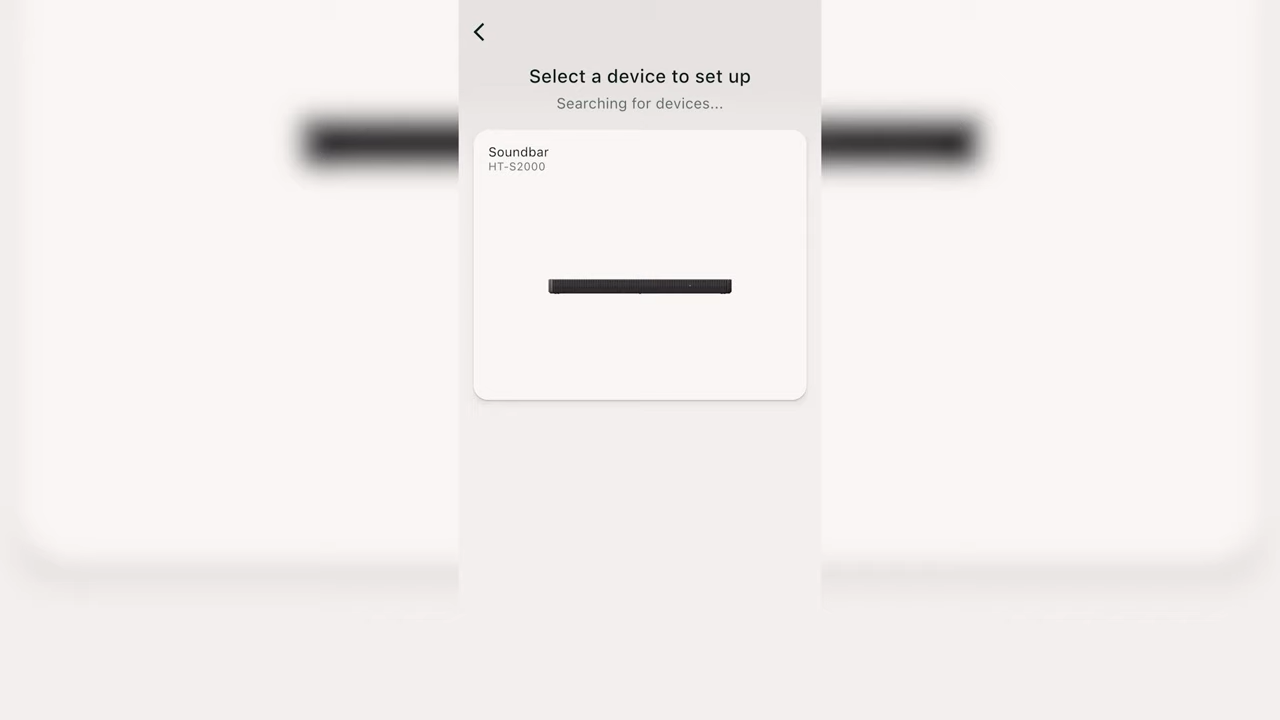 Select a device to set up
Searching for devices...
Soundbar
HT-S2000